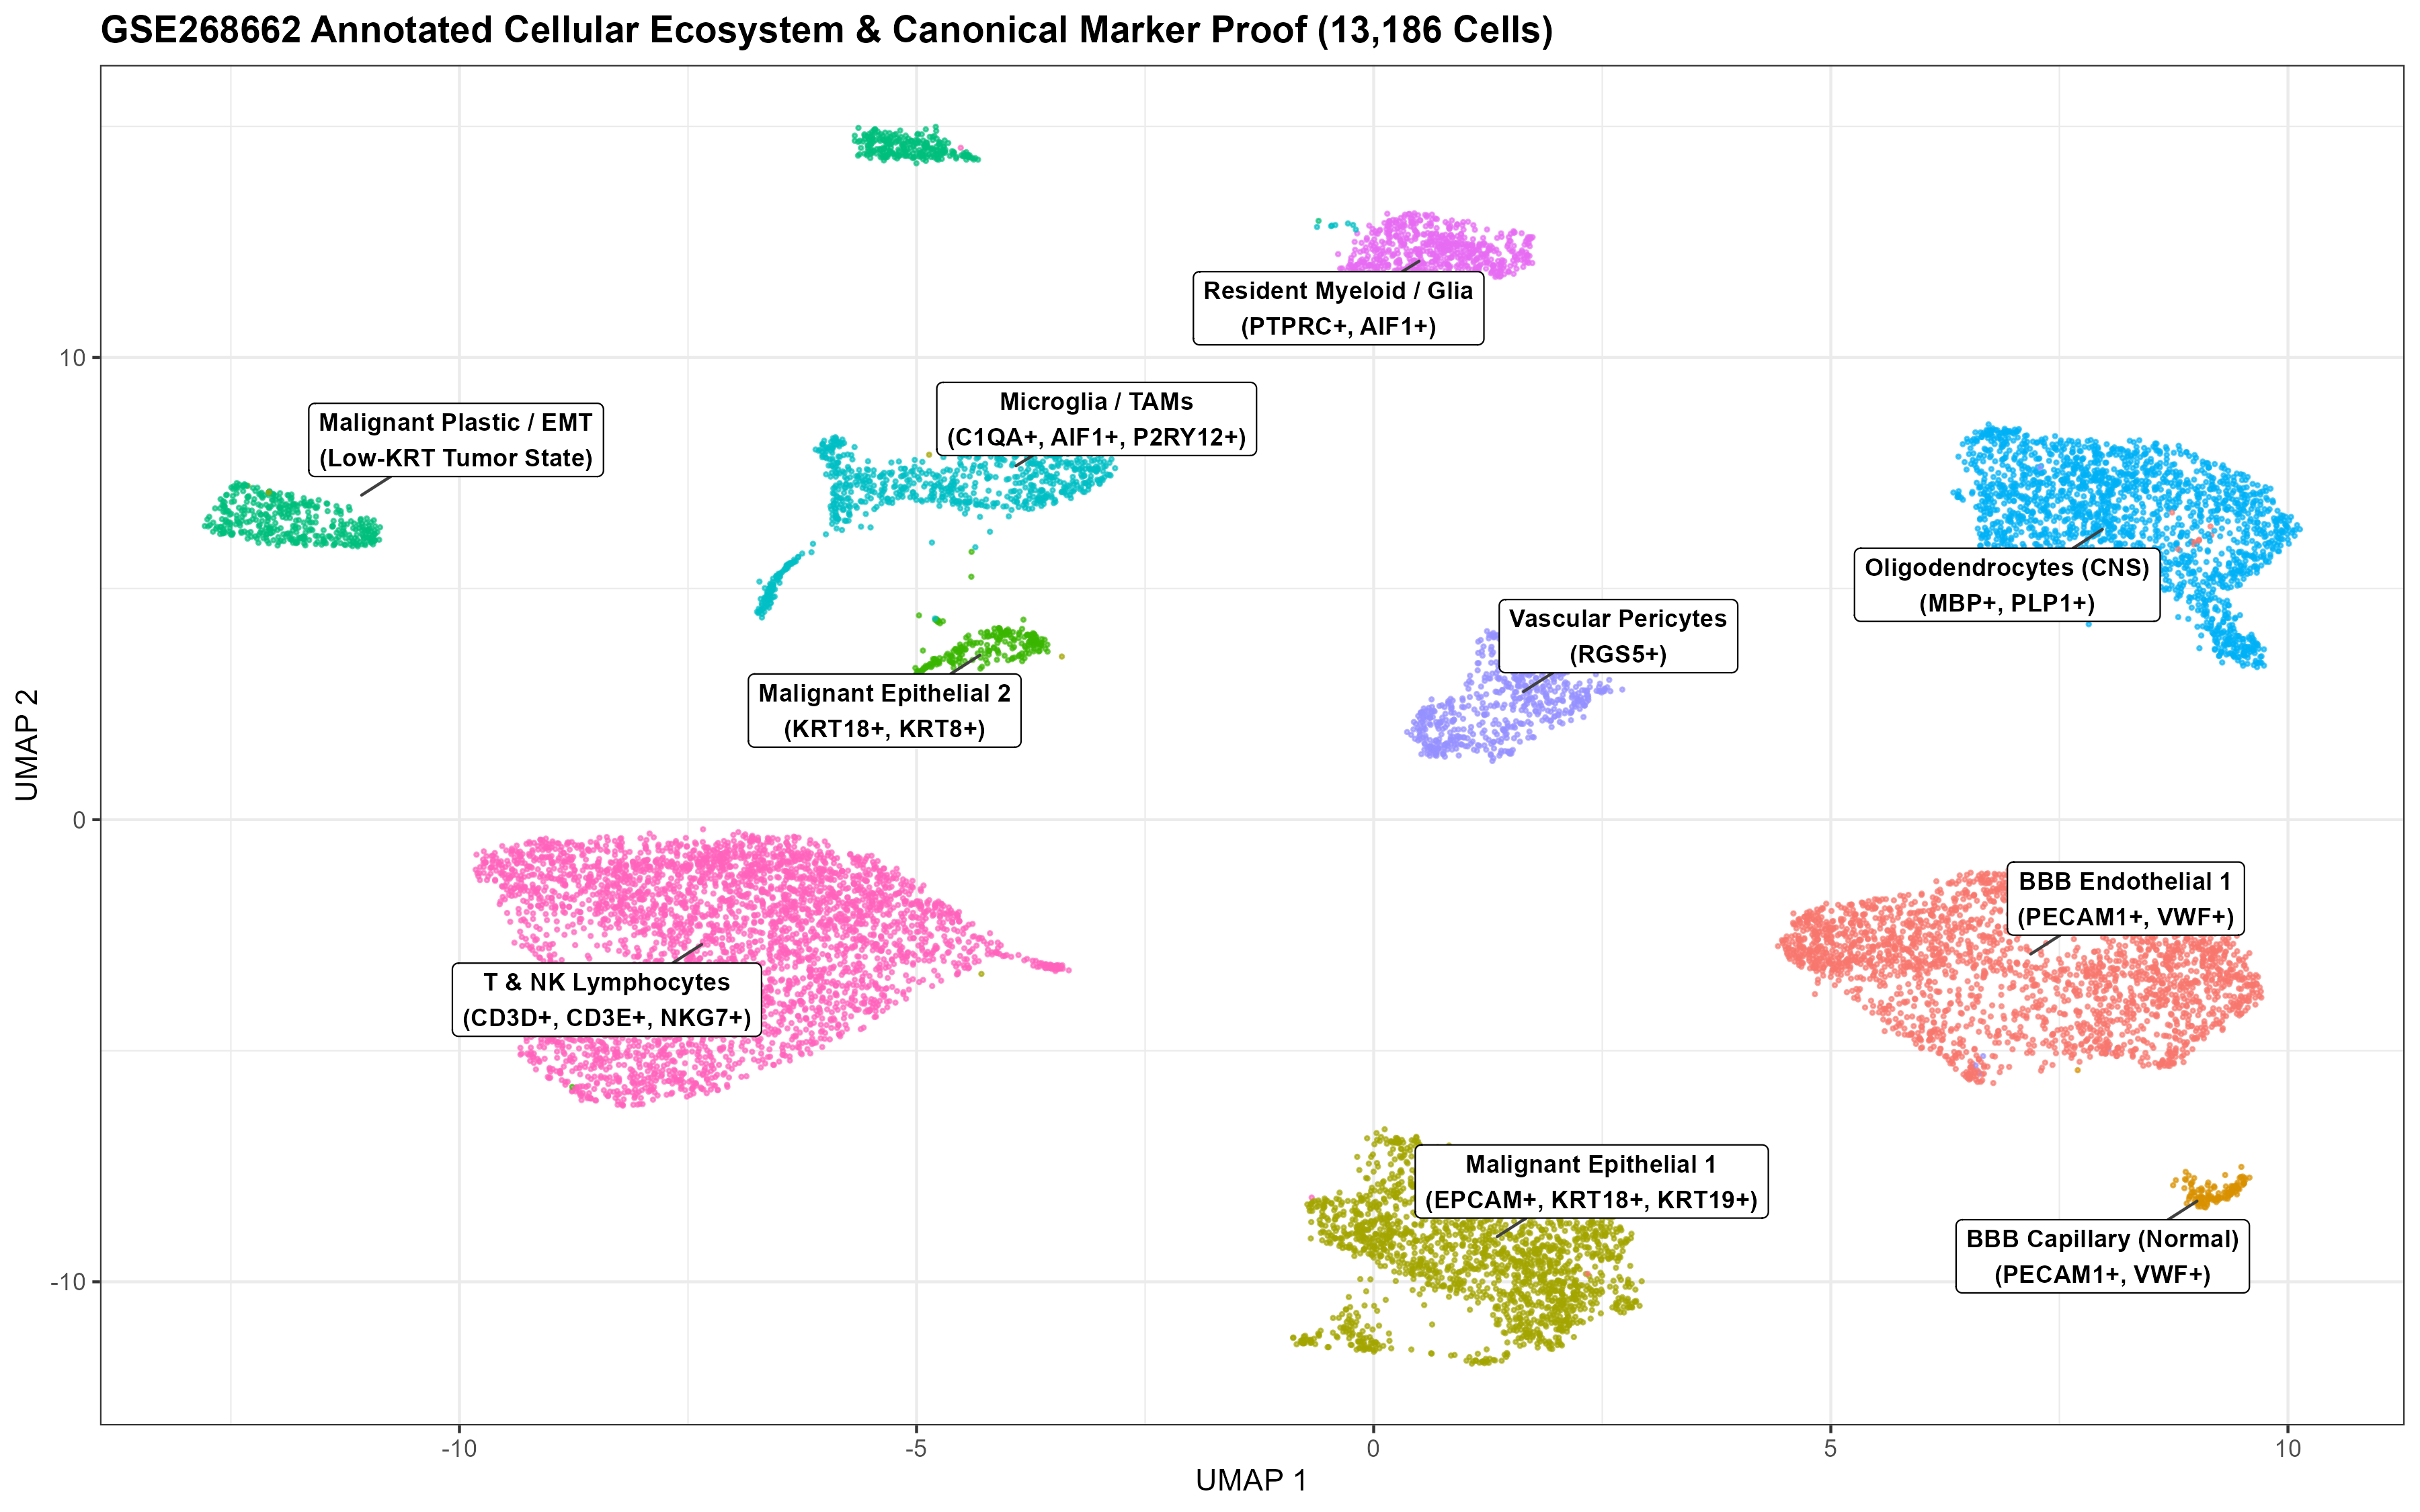 GSE268662 Annotated Cellular Ecosystem & Canonical Marker Proof (13,186 Cells)
Resident Myeloid / Glia
(PTPRC+, AIF1+)
Microglia / TAMs
(C1QA+, AIF1+, P2RY12+)
Malignant Plastic / EMT
(Low-KRT Tumor State)
Oligodendrocytes (CNS)
(MBP+, PLP1+)
Vascular Pericytes
(RGS5+)
Malignant Epithelial 2
(KRT18+, KRT8+)
BBB Endothelial 1
(PECAM1+, VWF+)
T & NK Lymphocytes
(CD3D+, CD3E+, NKG7+)
Malignant Epithelial 1
(EPCAM+, KRT18+, KRT19+)
BBB Capillary (Normal)
(PECAM1+, VWF+)
10
0
-10
UMAP 2
-10
-5
0
5
10
UMAP 1